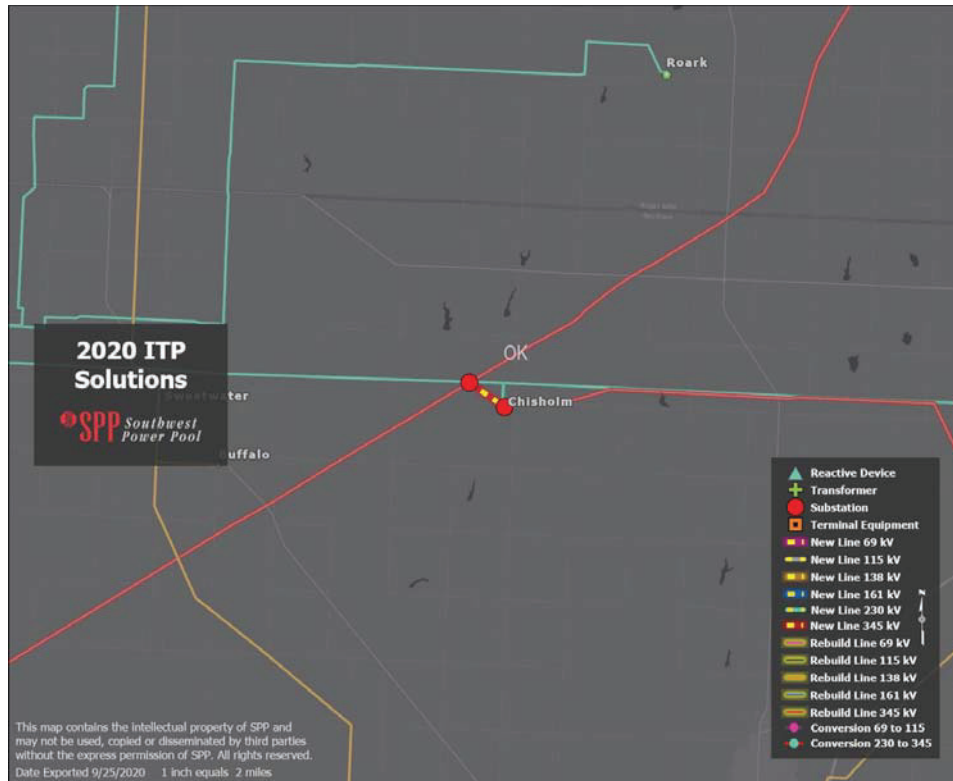 Roark
OK
2020 ITP
Solutions
Sweetwater
SPP Southwest
Power Pool
Chisholm
Buffalo
Reactive Device
Transformer
Substation
Terminal Equipment
New Line 69 kV
New Line 115 kV
New Line 138 kV
New Line 161 kV
New Line 230 kV
New Line 345 kV
N
Rebuild Line 69 kV
Rebuild Line 115 kV
Rebuild Line 138 kV
Rebuild Line 161 kV
Rebuild Line 345 kV
Conversion 69 to 115
Conversion 230 to 345
This map contains the intellectual property of SPP and
may not be used, copied or disseminated by third parties
without the express permission of SPP. All rights reserved.
Date Exported 9/25/2020 1 inch equals 2 miles